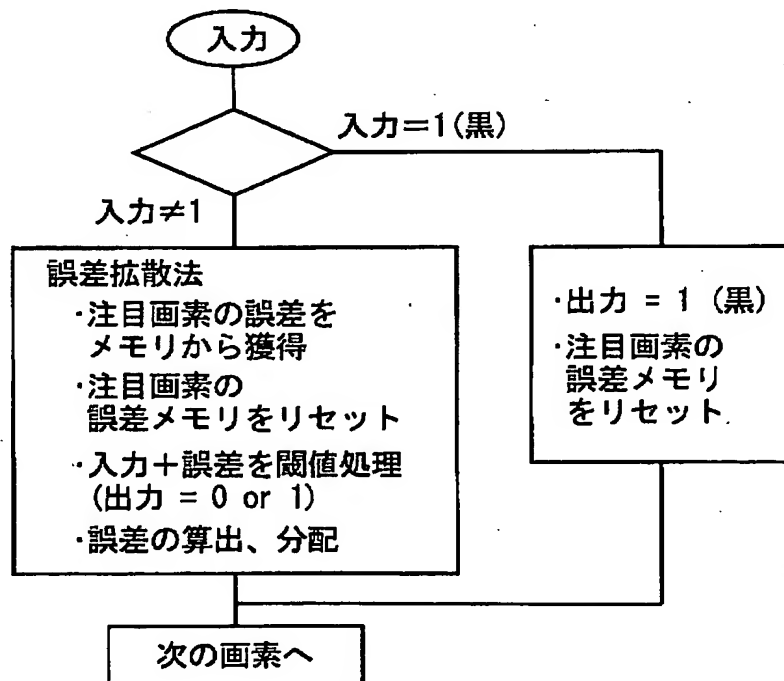 入力
入力=1(黒)
入力≠1
誤差拡散法
・注目画素の誤差を
メモリから獲得
・注目画素の
誤差メモリをリセット
・入力+誤差を閾値処理
(出力 = 0 or 1)
・誤差の算出、分配
・出力 = 1 (黒)
・注目画素の
誤差メモリ
をリセット
次の画素へ